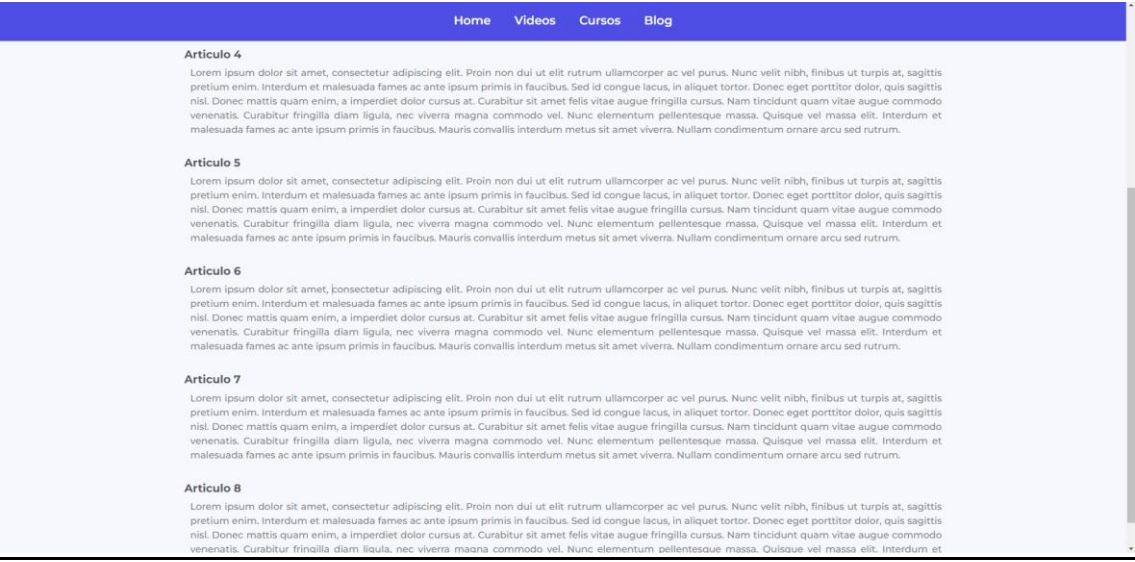 Home Videos Cursos Blog
Articulo 4
Lorem ipsum dolor sit amet, consectetur adipiscing elit. Proin non dui ut elit rutrum ullamcorper ac vel purus. Nunc velit nibh, finibus ut turpis at, sagittis
pretium enim. Interdum et malesuada fames ac ante ipsum primis in faucibus. Sed id congue lacus, in aliquet tortor. Donec eget porttitor dolor, quis sagittis
nisl. Donec mattis quam enim, a imperdiet dolor cursus at. Curabitur sit amet felis vitae augue fringilla cursus. Nam tincidunt quam vitae augue commodo
venenatis. Curabitur fringilla diam ligula, nec viverra magna commodo vel. Nunc elementum pellentesque massa. Quisque vel massa elit. Interdum et
malesuada fames ac ante ipsum primis in faucibus. Mauris convallis interdum metus sit amet viverra. Nullam condimentum ornare arcu sed rutrum.
Articulo 5
Lorem ipsum dolor sit amet, consectetur adipiscing elit. Proin non dui ut elit rutrum ullamcorper ac vel purus. Nunc velit nibh, finibus ut turpis at, sagittis
pretium enim. Interdum et malesuada fames ac ante ipsum primis in faucibus. Sed id congue lacus, in aliquet tortor. Donec eget porttitor dolor, quis sagittis
nisl. Donec mattis quam enim, a imperdiet dolor cursus at. Curabitur sit amet felis vitae augue fringilla cursus. Nam tincidunt quam vitae augue commodo
venenatis. Curabitur fringilla diam ligula, nec viverra magna commodo vel. Nunc elementum pellentesque massa. Quisque vel massa elit. Interdum et
malesuada fames ac ante ipsum primis in faucibus. Mauris convallis interdum metus sit amet viverra. Nullam condimentum ornare arcu sed rutrum.
Articulo 6
Lorem ipsum dolor sit amet, consectetur adipiscing elit. Proin non dui ut elit rutrum ullamcorper ac vel purus. Nunc velit nibh, finibus ut turpis at, sagittis
pretium enim. Interdum et malesuada fames ac ante ipsum primis in faucibus. Sed id congue lacus, in aliquet tortor. Donec eget porttitor dolor, quis sagittis
nisl. Donec mattis quam enim, a imperdiet dolor cursus at. Curabitur sit amet felis vitae augue fringilla cursus. Nam tincidunt quam vitae augue commodo
venenatis. Curabitur fringilla diam ligula, nec viverra magna commodo vel. Nunc elementum pellentesque massa. Quisque vel massa elit. Interdum et
malesuada fames ac ante ipsum primis in faucibus. Mauris convallis interdum metus sit amet viverra. Nullam condimentum ornare arcu sed rutrum.
Articulo 7
Lorem ipsum dolor sit amet, consectetur adipiscing elit. Proin non dui ut elit rutrum ullamcorper ac vel purus. Nunc velit nibh, finibus ut turpis at, sagittis
pretium enim. Interdum et malesuada fames ac ante ipsum primis in faucibus. Sed id congue lacus, in aliquet tortor. Donec eget porttitor dolor, quis sagittis
nisl. Donec mattis quam enim, a imperdiet dolor cursus at. Curabitur sit amet felis vitae augue fringilla cursus. Nam tincidunt quam vitae augue commodo
venenatis. Curabitur fringilla diam ligula, nec viverra magna commodo vel. Nunc elementum pellentesque massa. Quisque vel massa elit. Interdum et
malesuada fames ac ante ipsum primis in faucibus. Mauris convallis interdum metus sit amet viverra. Nullam condimentum ornare arcu sed rutrum.
Articulo 8
Lorem ipsum dolor sit amet, consectetur adipiscing elit. Proin non dui ut elit rutrum ullamcorper ac vel purus. Nunc velit nibh, finibus ut turpis at, sagittis
pretium enim. Interdum et malesuada fames ac ante ipsum primis in faucibus. Sed id congue lacus, in aliquet tortor. Donec eget porttitor dolor, quis sagittis
nisl. Donec mattis quam enim, a imperdiet dolor cursus at. Curabitur sit amet felis vitae augue fringilla cursus. Nam tincidunt quam vitae augue commodo
venenatis. Curabitur fringilla diam ligula, nec viverra magna commodo vel. Nunc elementum pellentesque massa. Quisque vel massa elit. Interdum et